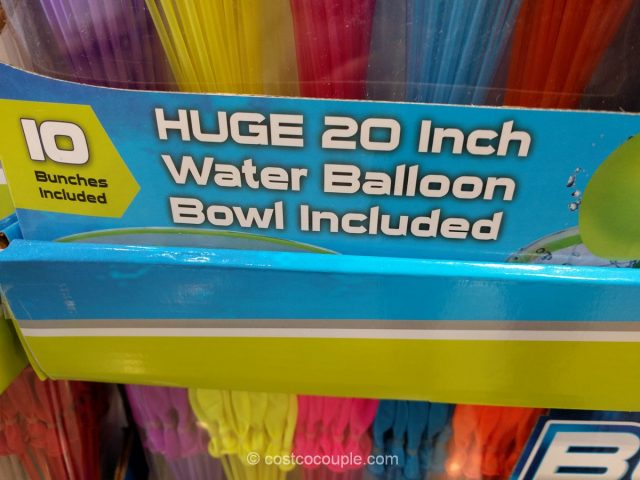 10
Bunches
Included
HUGE 20 Inch
Water Balloon
Bowl Included
© costcocouple.com